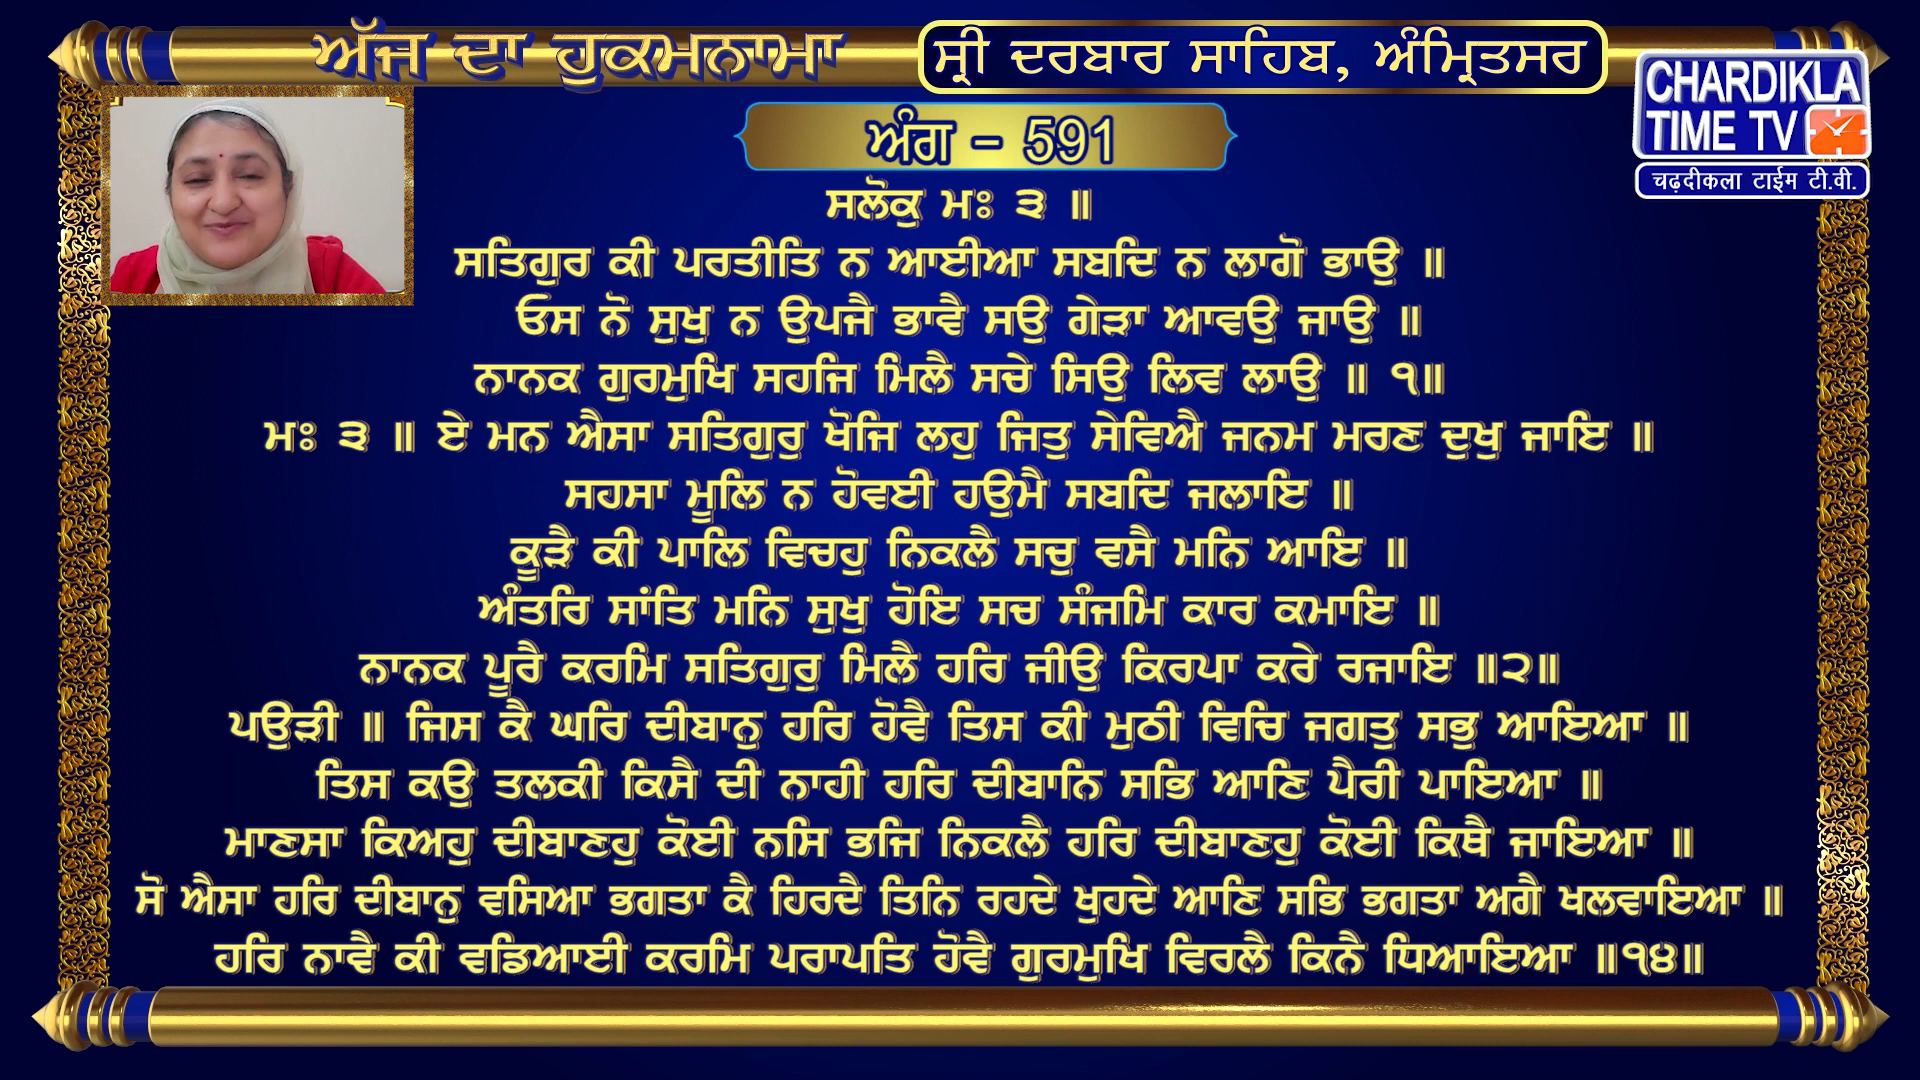 ਅੱਜ ਦਾ ਹੁਕਮਨਾਮਾ
ਸ੍ਰੀ ਦਰਬਾਰ ਸਾਹਿਬ, ਅੰਮ੍ਰਿਤਸਰ
CHARDIKLA
TIME TV
चढ़दीकला टाईम टी.वी.
ਅੰਗ - 591
ਸਲੋਕੁ ਮਃ ੩ ॥
ਸਤਿਗੁਰ ਕੀ ਪਰਤੀਤਿ ਨ ਆਈਆ ਸਬਦਿ ਨ ਲਾਗੋ ਭਾਉ ॥
ਓਸ ਨੋ ਸੁਖੁ ਨ ਉਪਜੈ ਭਾਵੈ ਸਉ ਗੇੜਾ ਆਵਉ ਜਾਉ ॥
ਨਾਨਕ ਗੁਰਮੁਖਿ ਸਹਜਿ ਮਿਲੈ ਸਚੇ ਸਿਉ ਲਿਵ ਲਾਉ ॥ ੧॥
ਮਃ ੩ ॥ ਏ ਮਨ ਐਸਾ ਸਤਿਗੁਰੁ ਖੋਜਿ ਲਹੁ ਜਿਤੁ ਸੇਵਿਐ ਜਨਮ ਮਰਣ ਦੁਖੁ ਜਾਇ ॥
ਸਹਸਾ ਮੂਲਿ ਨ ਹੋਵਈ ਹਉਮੈ ਸਬਦਿ ਜਲਾਇ ॥
ਕੂੜੈ ਕੀ ਪਾਲਿ ਵਿਚਹੁ ਨਿਕਲੈ ਸਚੁ ਵਸੈ ਮਨਿ ਆਇ ॥
ਅੰਤਰਿ ਸਾਂਤਿ ਮਨਿ ਸੁਖੁ ਹੋਇ ਸਚ ਸੰਜਮਿ ਕਾਰ ਕਮਾਇ ॥
ਨਾਨਕ ਪੂਰੈ ਕਰਮਿ ਸਤਿਗੁਰੁ ਮਿਲੈ ਹਰਿ ਜੀਉ ਕਿਰਪਾ ਕਰੇ ਰਜਾਇ ॥੨॥
ਪਉੜੀ ॥ ਜਿਸ ਕੈ ਘਰਿ ਦੀਬਾਨੁ ਹਰਿ ਹੋਵੈ ਤਿਸ ਕੀ ਮੁਠੀ ਵਿਚਿ ਜਗਤੁ ਸਭੁ ਆਇਆ ॥
ਤਿਸ ਕਉ ਤਲਕੀ ਕਿਸੈ ਦੀ ਨਾਹੀ ਹਰਿ ਦੀਬਾਨਿ ਸਭਿ ਆਣਿ ਪੈਰੀ ਪਾਇਆ ॥
ਮਾਣਸਾ ਕਿਅਹੁ ਦੀਬਾਣਹੁ ਕੋਈ ਨਸਿ ਭਜਿ ਨਿਕਲੈ ਹਰਿ ਦੀਬਾਣਹੁ ਕੋਈ ਕਿਥੈ ਜਾਇਆ ॥
ਸੋ ਐਸਾ ਹਰਿ ਦੀਬਾਨੁ ਵਸਿਆ ਭਗਤਾ ਕੈ ਹਿਰਦੈ ਤਿਨਿ ਰਹਦੇ ਖੁਹਦੇ ਆਣਿ ਸਭਿ ਭਗਤਾ ਅਗੈ ਖਲਵਾਇਆ ॥
ਹਰਿ ਨਾਵੈ ਕੀ ਵਡਿਆਈ ਕਰਮਿ ਪਰਾਪਤਿ ਹੋਵੈ ਗੁਰਮੁਖਿ ਵਿਰਲੈ ਕਿਨੈ ਧਿਆਇਆ ॥੧੪॥